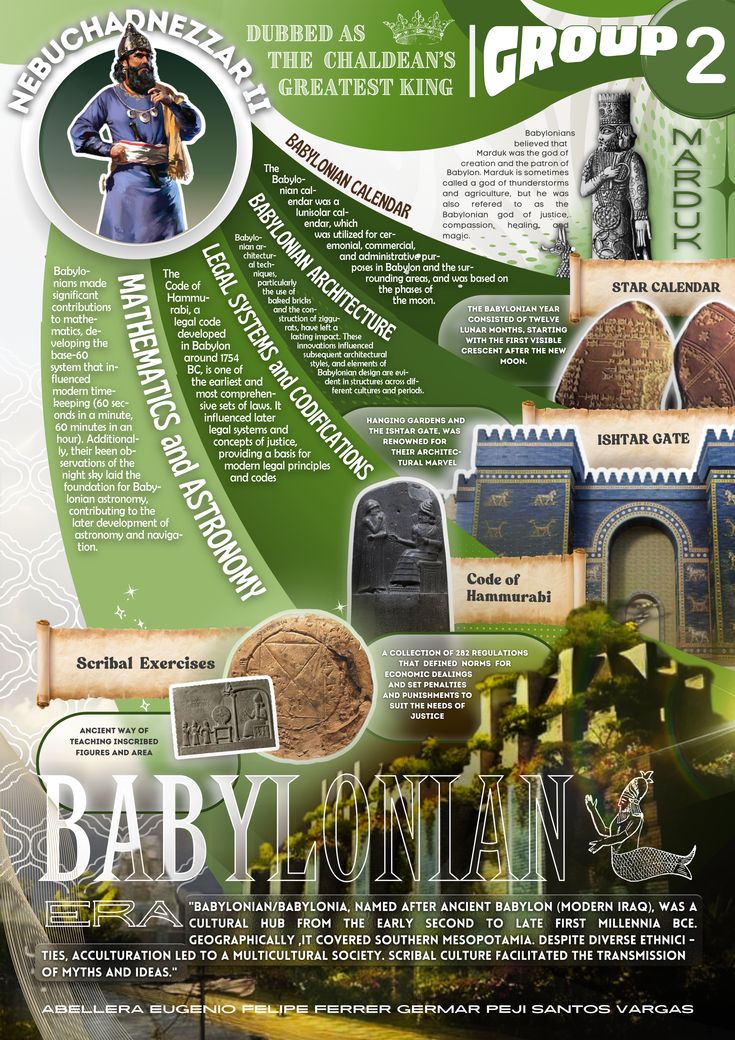 NEBUCHADNEZZAR II
DUBBED AS
THE CHALDEAN'S
GREATEST KING
GROUP 2
Babylonians
believed that
Marduk was the god of
creation and the patron of
Babylon. Marduk is sometimes
called a god of thunderstorms
and agriculture, but he was
also refered to as the
Babylonian god of justice,
compassion, healing, and
magic.
MARDUK
BABYLONIAN CALENDAR
The
Babylo-
nian cal-
endar was a
lunisolar cal-
endar, which
was utilized for cer-
emonial, commercial,
and administrative pur-
poses in Babylon and the sur-
rounding areas, and was based on
the phases of
the moon.
BABYLONIAN ARCHITECTURE
Babylo-
nian ar-
chitectur-
al tech-
niques,
particularly
the use of
baked bricks
and the con-
struction of ziggu-
rats, have left a
lasting impact. These
innovations influenced
subsequent architectural
styles, and elements of
Babylonian design are evi-
dent in structures across dif-
ferent cultures and periods.
LEGAL SYSTEMS and CODIFICATIONS
The
Code of
Hammu-
rabi, a
legal code
developed
in Babylon
around 1754
BC, is one of
the earliest and
most comprehen-
sive sets of laws. It
influenced later
legal systems and
concepts of justice,
providing a basis for
modern legal principles
and codes
MATHEMATICS and ASTRONOMY
Babylo-
nians made
significant
contributions
to mathe-
matics, de-
veloping the
base-60
system that in-
fluenced
modern time-
keeping (60 sec-
onds in a minute,
60 minutes in an
hour). Additional-
ly, their keen ob-
servations of the
night sky laid the
foundation for Baby-
lonian astronomy,
contributing to the
later development of
astronomy and naviga-
tion.
STAR CALENDAR
THE BABYLONIAN YEAR
CONSISTED OF TWELVE
LUNAR MONTHS, STARTING
WITH THE FIRST VISIBLE
CRESCENT AFTER THE NEW
MOON.
ISHTAR GATE
HANGING GARDENS AND
THE ISHTAR GATE, WAS
RENOWNED FOR
THEIR ARCHITEC-
TURAL MARVEL
Code of
Hammurabi
A COLLECTION OF 282 REGULATIONS
THAT DEFINED NORMS FOR
ECONOMIC DEALINGS
AND SET PENALTIES
AND PUNISHMENTS TO
SUIT THE NEEDS OF
JUSTICE
Scribal Exercises
ANCIENT WAY OF
TEACHING INSCRIBED
FIGURES AND AREA
BABYLONIAN
ERA
"BABYLONIAN/BABYLONIA, NAMED AFTER ANCIENT BABYLON (MODERN IRAQ), WAS A
CULTURAL HUB FROM THE EARLY SECOND TO LATE FIRST MILLENNIA BCE.
GEOGRAPHICALLY ,IT COVERED SOUTHERN MESOPOTAMIA. DESPITE DIVERSE ETHNICI -
TIES, ACCULTURATION LED TO A MULTICULTURAL SOCIETY. SCRIBAL CULTURE FACILITATED THE TRANSMISSION
OF MYTHS AND IDEAS."
ABELLERA EUGENIO FELIPE FERRER GERMAR PEJI SANTOS VARGAS